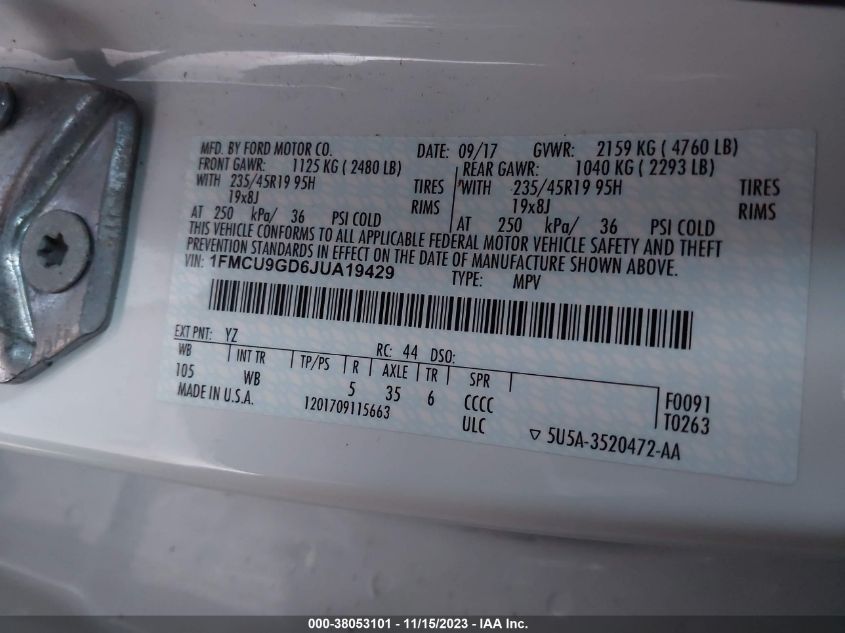 MFD. BY FORD MOTOR CO. DATE: 09/17 GVWR: 2159 KG ( 4760 LB)
FRONT GAWR: 1125 KG ( 2480 LB) REAR GAWR: 1040 KG ( 2293 LB)
WITH 235/45R19 95H TIRES WITH 235/45R19 95H TIRES
19x8J RIMS 19x8J RIMS
AT 250 kPa/ 36 PSI COLD AT 250 kPa/ 36 PSI COLD
THIS VEHICLE CONFORMS TO ALL APPLICABLE FEDERAL MOTOR VEHICLE SAFETY AND THEFT
PREVENTION STANDARDS IN EFFECT ON THE DATE OF MANUFACTURE SHOWN ABOVE.
VIN: 1FMCU9GD6JUA19429 TYPE: MPV
EXT PNT: YZ RC: 44 DSO:
WB INT TR TP/PS R AXLE TR SPR
105 WB 5 35 6 CCCC F0091
MADE IN U.S.A. 1201709115663 ULC T0263
▽ 5U5A-3520472-AA
000-38053101 - 11/15/2023 - IAA Inc.